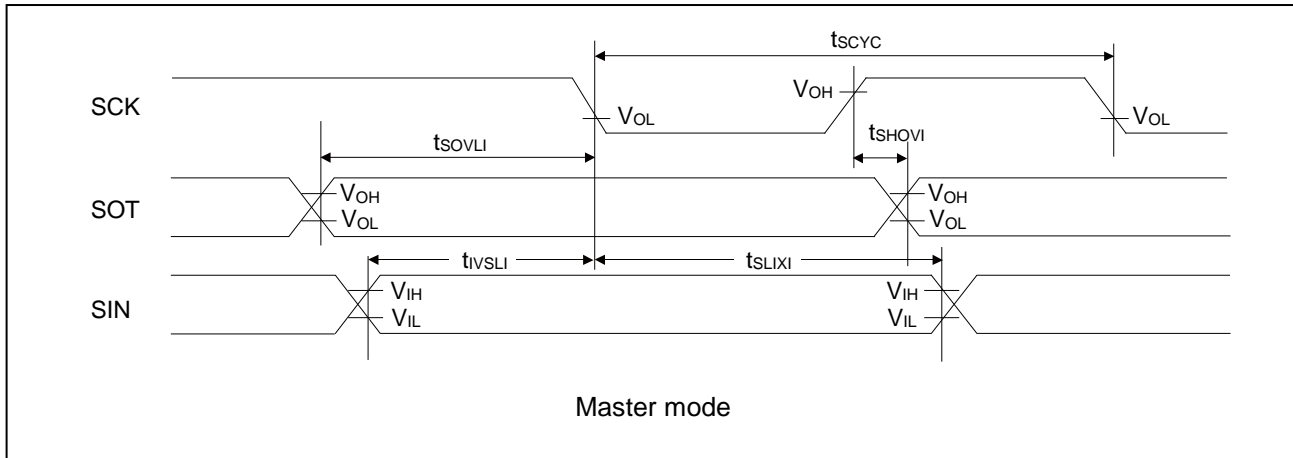 tSCYC
SCK
VOH
VOL
VOL
tSHOVI
tSOVLI
SOT
VOH
VOL
VOH
VOL
tIVSLI
tSLIXI
SIN
VIH
VIL
VIH
VIL
Master mode